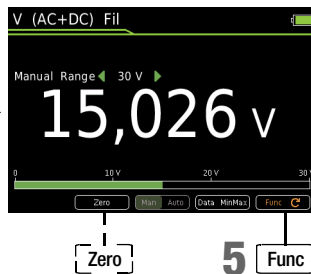 V (AC+DC) Fil
Manual Range 30 V
15,026 V
0 10 V 20 V 30
Zero Man Auto Data MinMax Func
Zero 5 Func